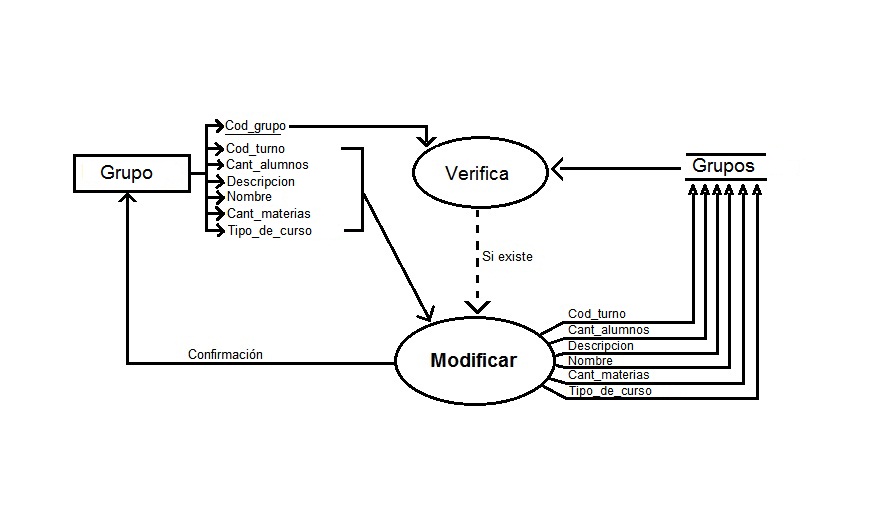 Grupo
Cod_grupo
Cod_turno
Cant_alumnos
Descripcion
Nombre
Cant_materias
Tipo_de_curso
Verifica
Grupos
Si existe
Modificar
Cod_turno
Cant_alumnos
Descripcion
Nombre
Cant_materias
Tipo_de_curso
Confirmación